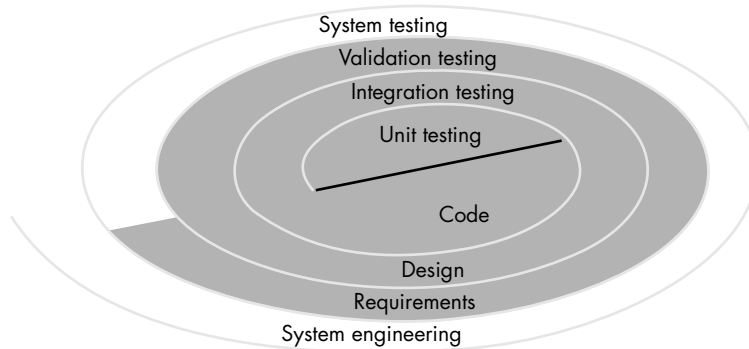 System testing
Validation testing
Integration testing
Unit testing
Code
Design
Requirements
System engineering